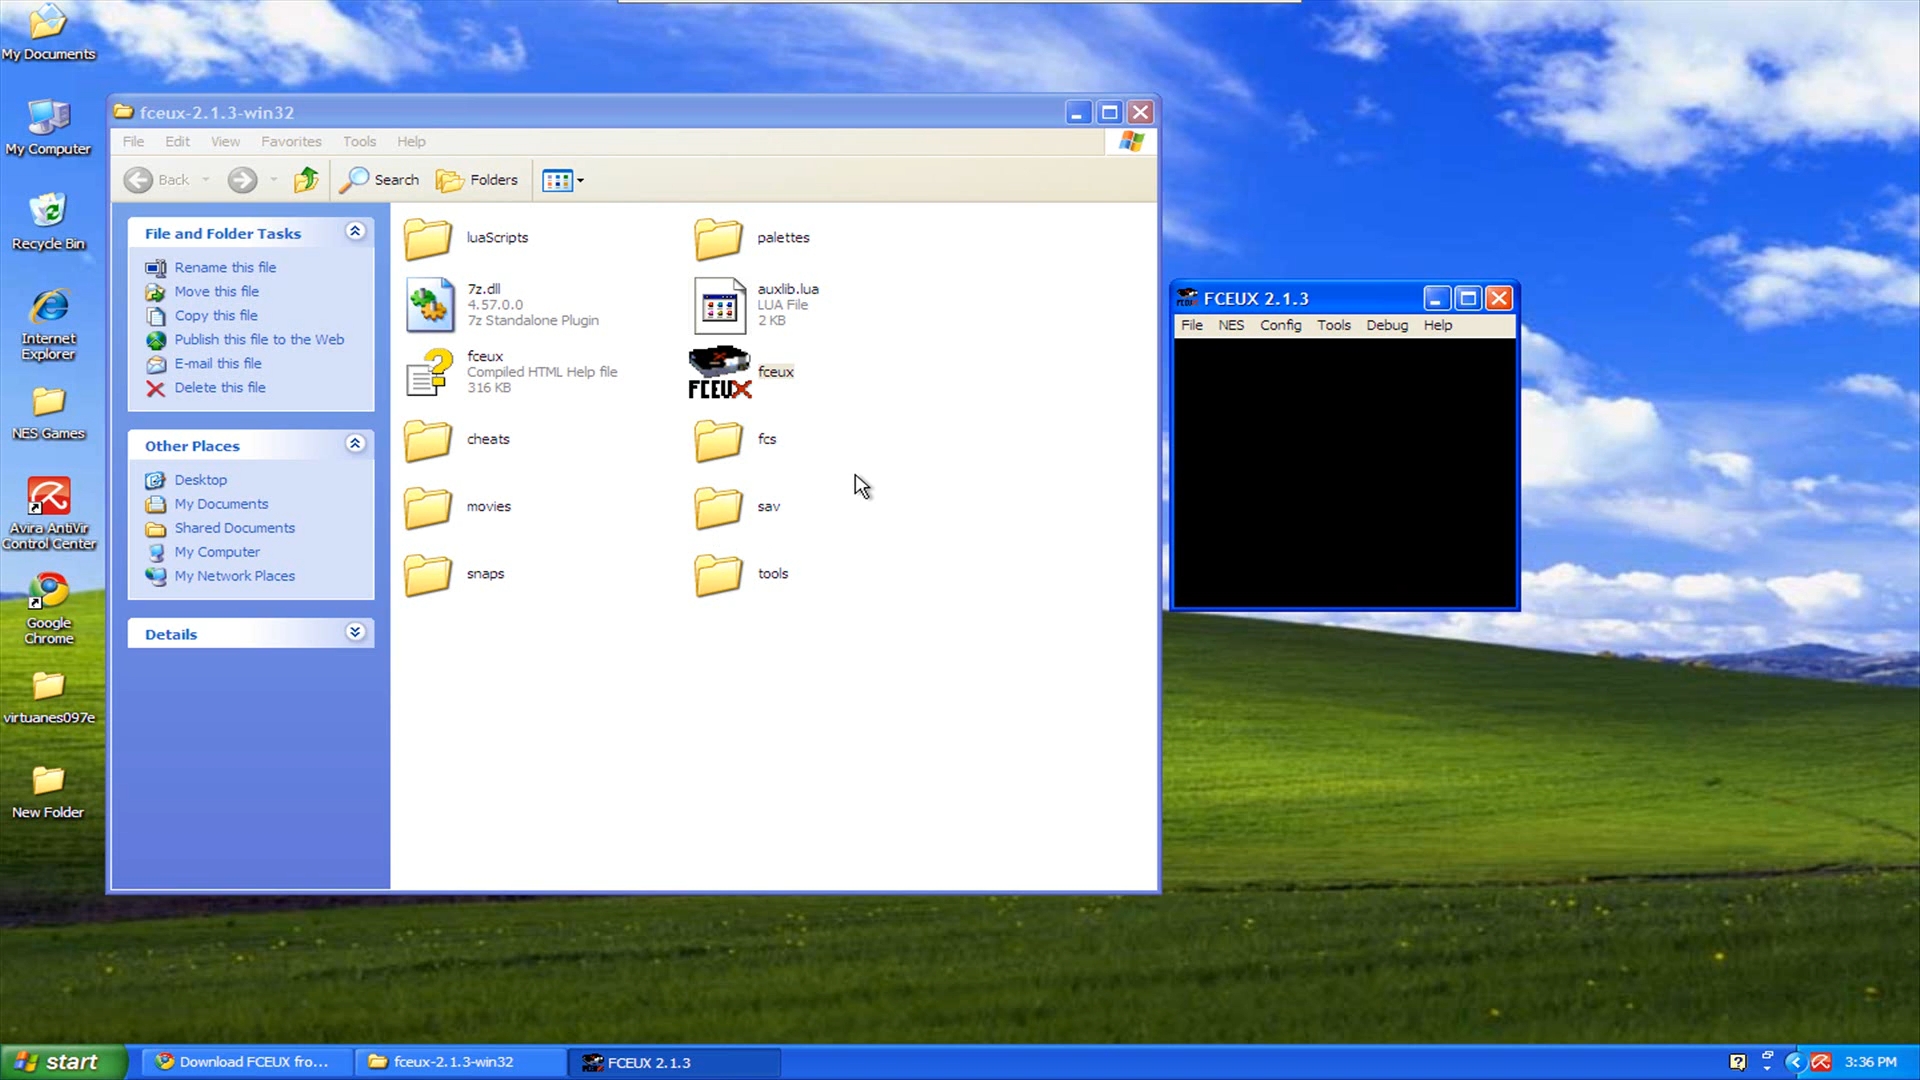 My Documents
My Computer
Recycle Bin
Internet
Explorer
NES Games
Avira AntiVir
Control Center
Google
Chrome
virtuanes097e
New Folder
fceux-2.1.3-win32
File Edit View Favorites Tools Help
Back Search Folders
File and Folder Tasks
Rename this file
Move this file
Copy this file
Publish this file to the Web
E-mail this file
Delete this file
Other Places
Desktop
My Documents
Shared Documents
My Computer
My Network Places
Details
luaScripts
palettes
7z.dll
4.57.0.0
7z Standalone Plugin
auxlib.lua
LUA File
2 KB
fceux
Compiled HTML Help file
316 KB
FCEUX
fceux
cheats
fcs
movies
sav
snaps
tools
FCEUX 2.1.3
File NES Config Tools Debug Help
start
Download FCEUX fro...
fceux-2.1.3-win32
FCEUX 2.1.3
3:36 PM